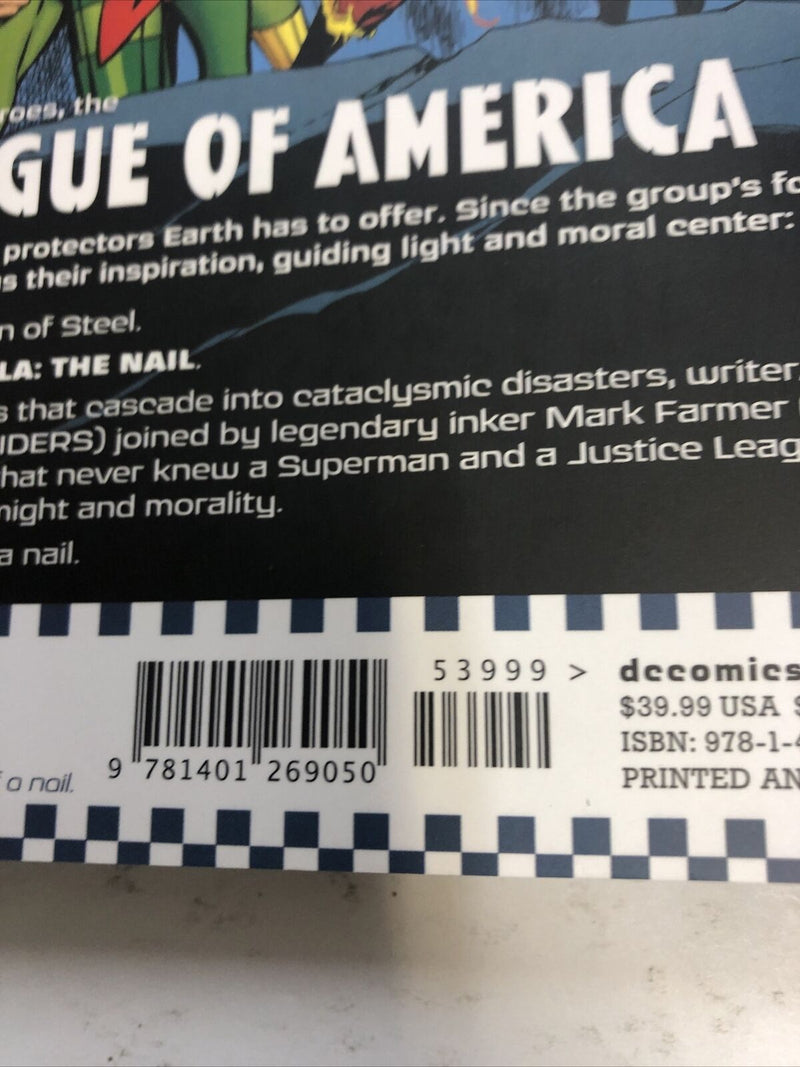 roes, the
GUE OF AMERICA
protectors Earth has to offer. Since the group's fo
s their inspiration, guiding light and moral center:
n of Steel.
LA: THE NAIL.
s that cascade into cataclysmic disasters, writer,
IDERS) joined by legendary inker Mark Farmer (
hat never knew a Superman and a Justice Leag
might and morality.
a nail.
53999 >
dccomics
$39.99 USA $
ISBN: 978-1-4
PRINTED AN
9 781401 269050
f a nail.